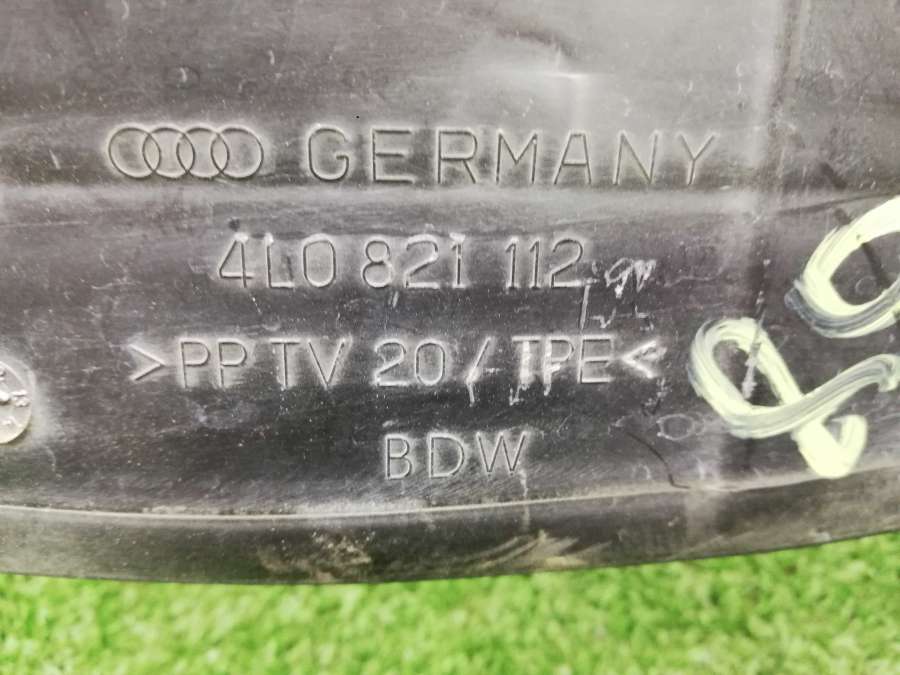 GERMANY
4L0 821 112
>PP TV 20 / TPE<
BDW